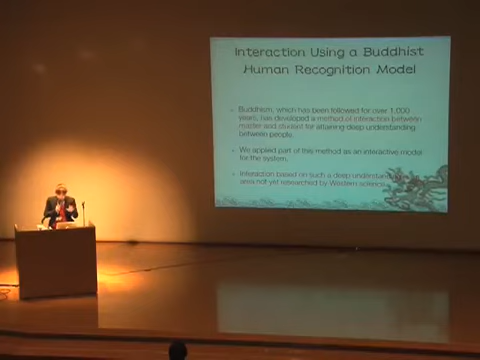 Interaction Using a Buddhist
Human Recognition Model
Buddhism, which has been followed for over 1,000
years, has developed a method of interaction between
master and student for attaining deep understanding
between people.
We applied part of this method as an interactive model
for the system.
Interaction based on such a deep understanding
area not yet researched by Western science.